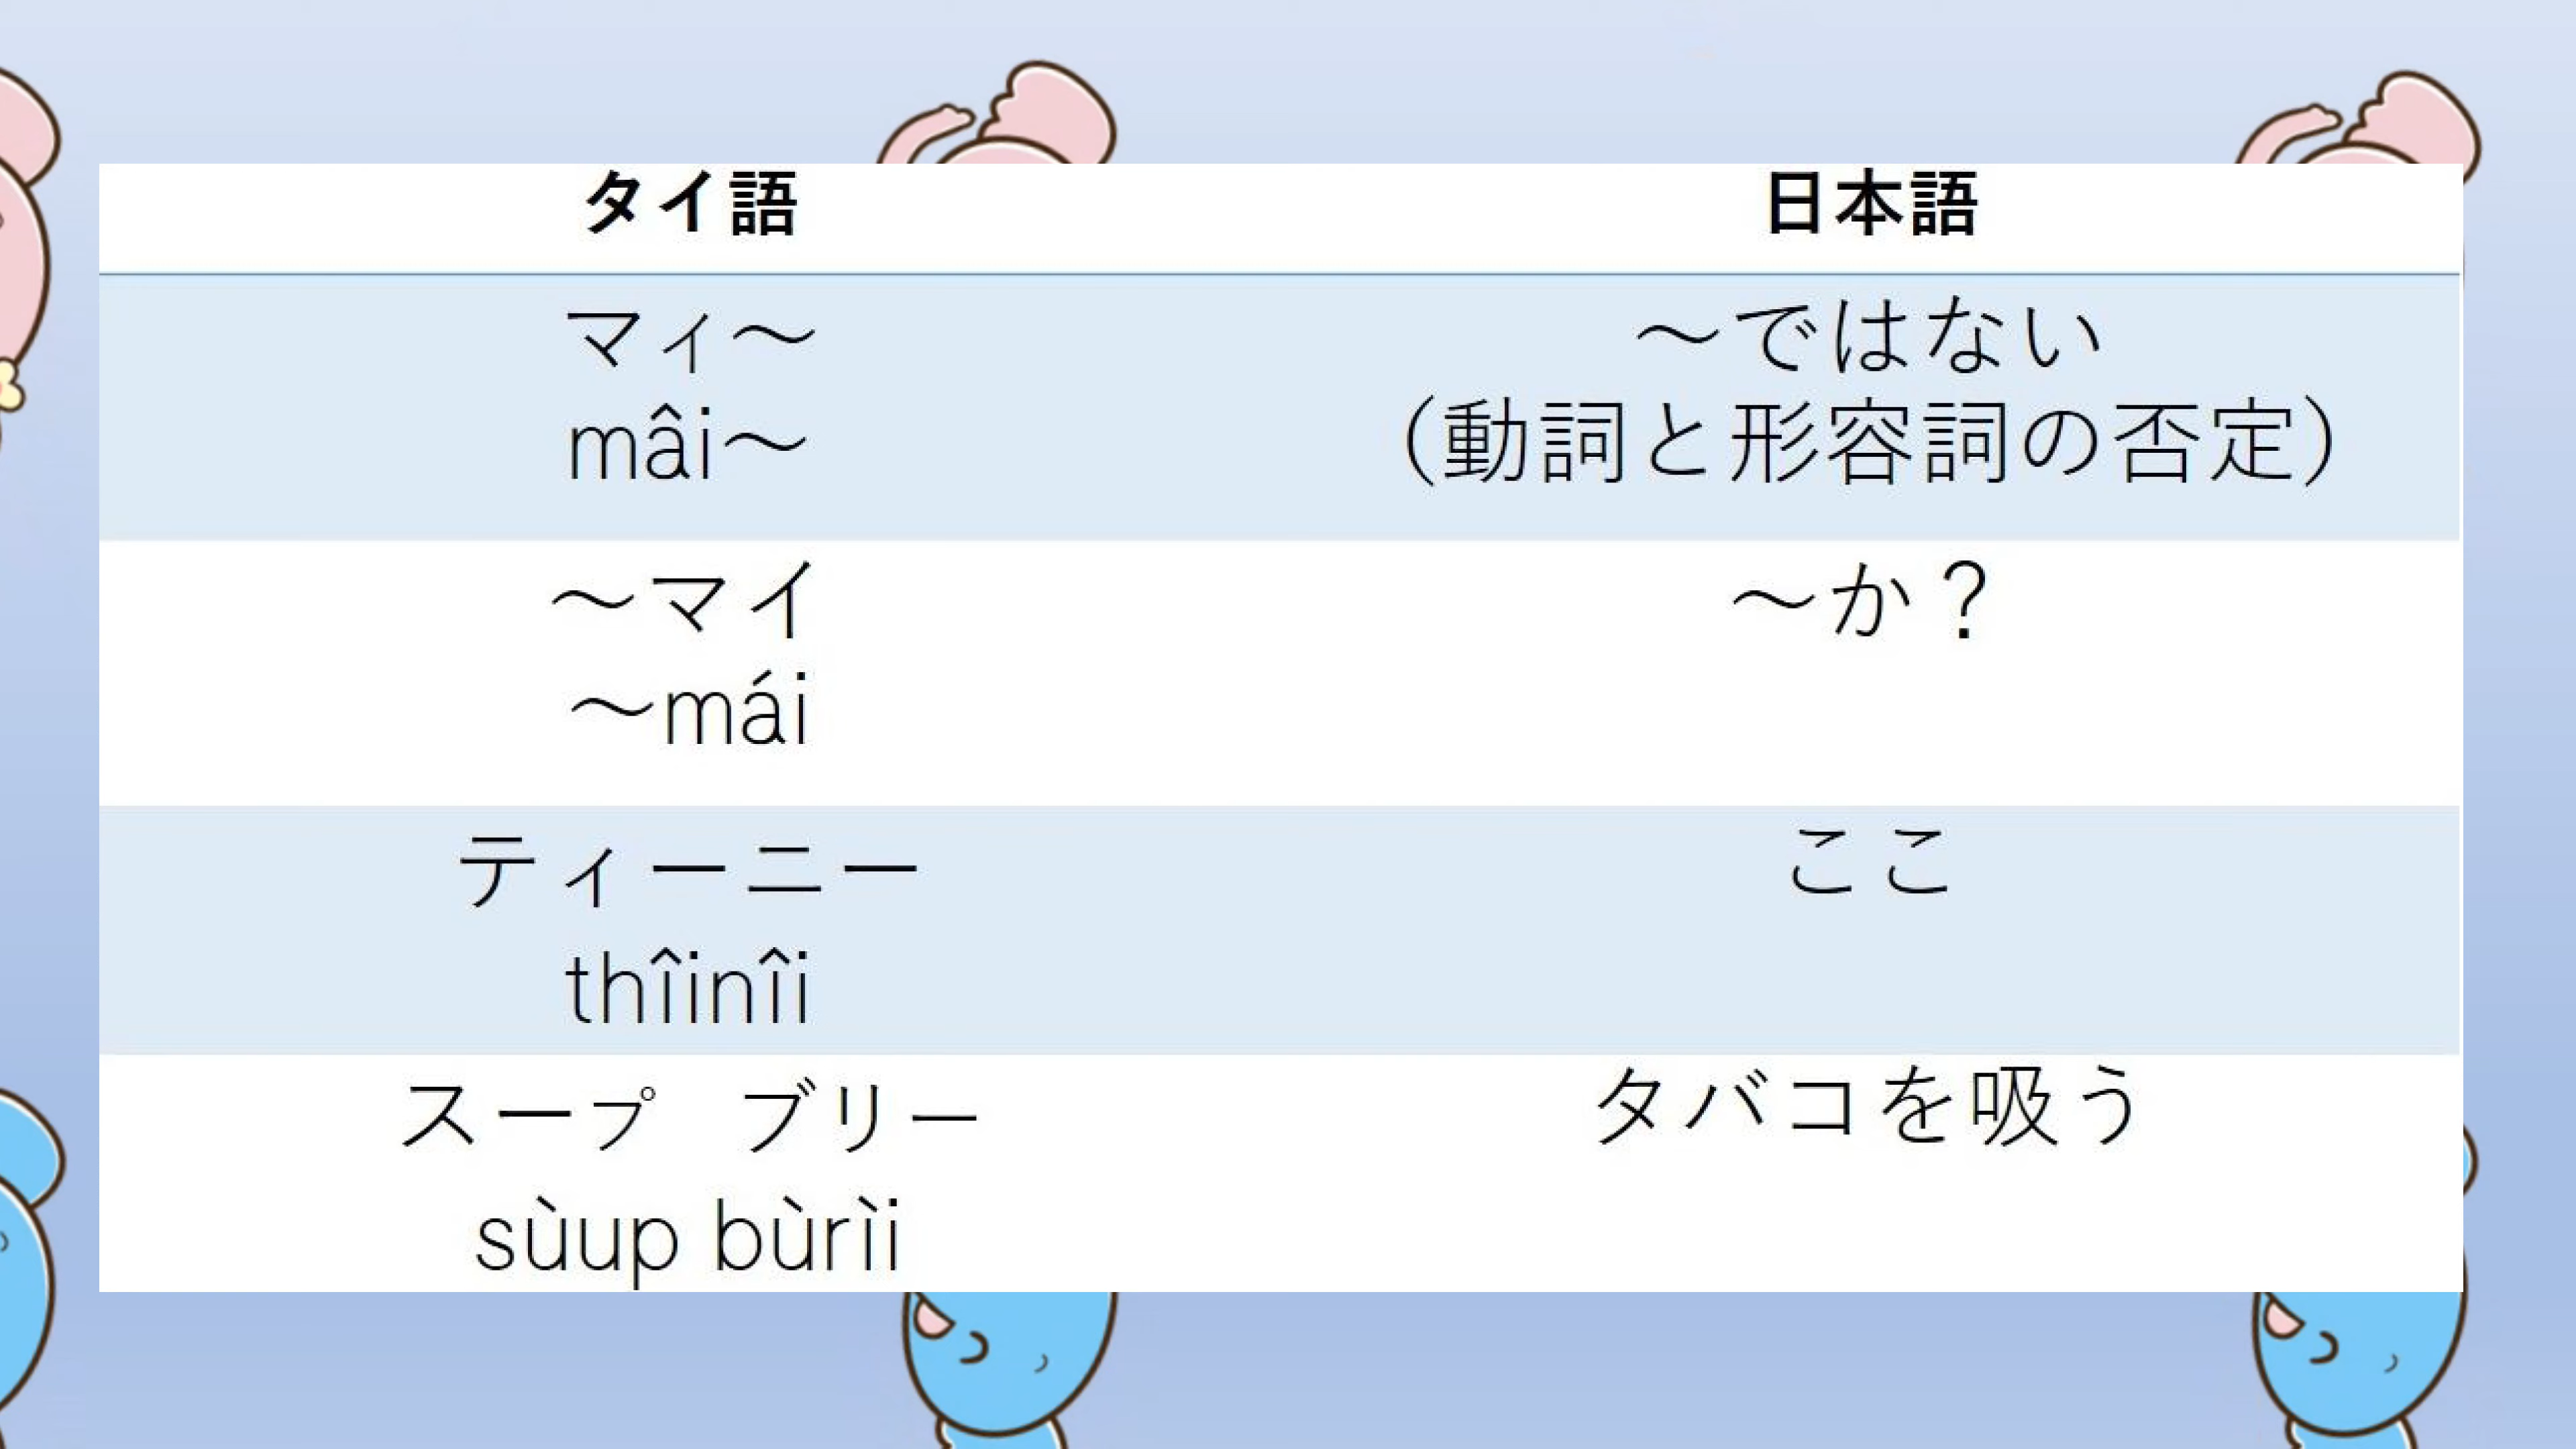 タイ語
日本語
マィ〜
mâi〜
〜ではない
(動詞と形容詞の否定)
〜マイ
〜mái
〜か？
ティーニー
thîinîi
ここ
スープ　ブリー
sùup bùrìi
タバコを吸う